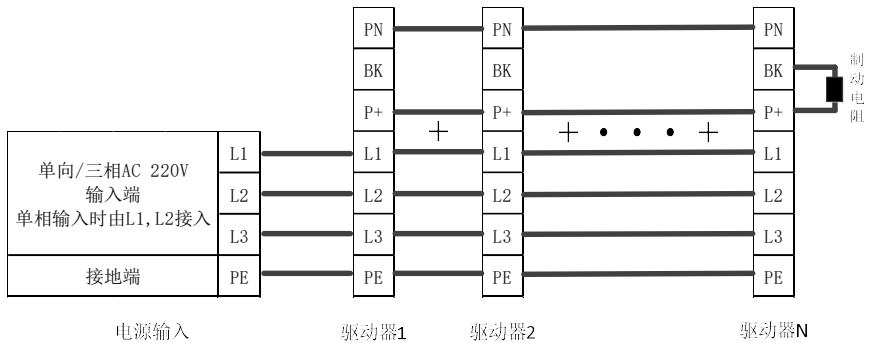 PN
PN
PN
BK
BK
BK
制动电阻
P+
P+
P+
+
+
• • •
+
单向/三相AC 220V
输入端
单相输入时由L1,L2接入
L1
L1
L1
L1
L2
L2
L2
L2
L3
L3
L3
L3
接地端
PE
PE
PE
PE
电源输入
驱动器1
驱动器2
驱动器N